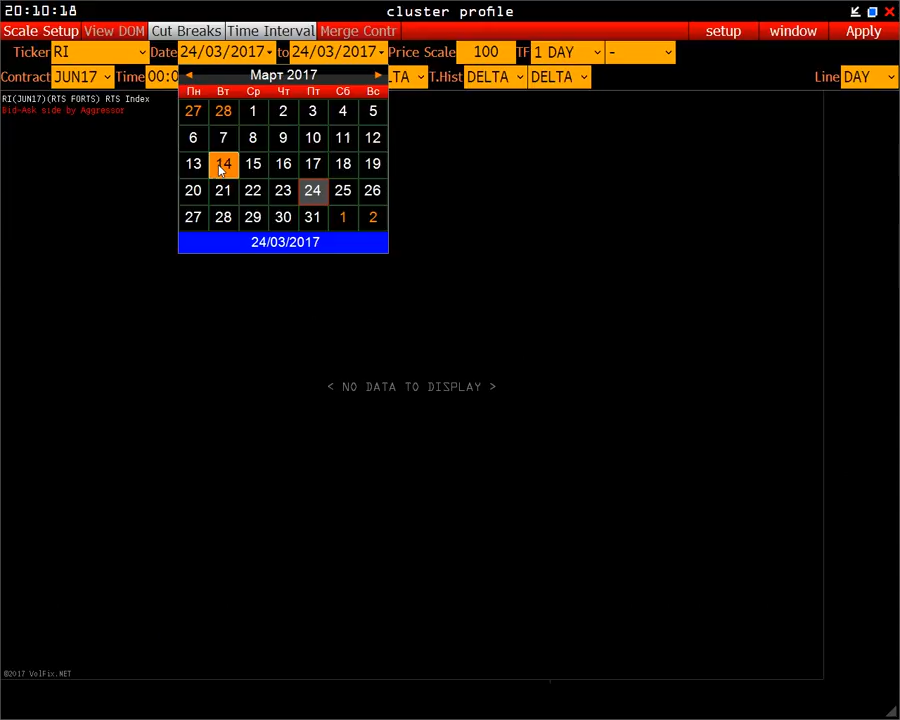 20:10:18 cluster profile
Scale Setup View DOM Cut Breaks Time Interval Merge Contr setup window Apply
Ticker RI Date 24/03/2017 to 24/03/2017 Price Scale 100 TF 1 DAY -
Contract JUN17 Time 00:0 LTA T.Hist DELTA DELTA Line DAY
Март 2017
Пн Вт Ср Чт Пт Сб Вс
27 28 1 2 3 4 5
6 7 8 9 10 11 12
13 14 15 16 17 18 19
20 21 22 23 24 25 26
27 28 29 30 31 1 2
24/03/2017
RI(JUN17)(RTS FORTS) RTS Index
Bid-Ask side by Aggressor
< NO DATA TO DISPLAY >
©2017 VolFix.NET